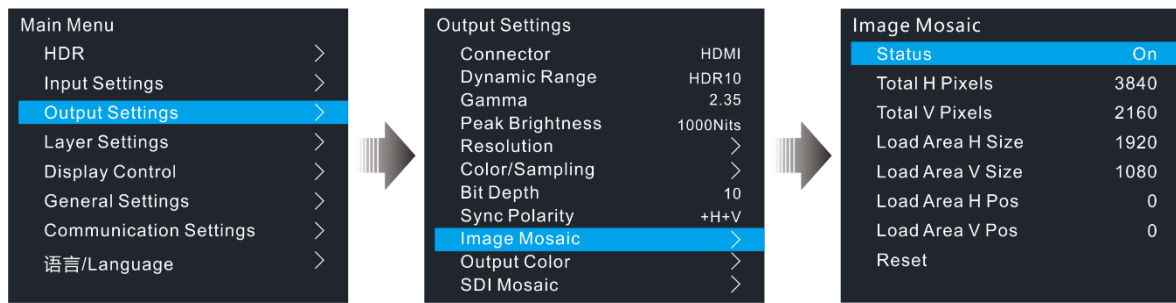 Main Menu
HDR
Input Settings
Output Settings
Layer Settings
Display Control
General Settings
Communication Settings
语言/Language
Output Settings
Connector HDMI
Dynamic Range HDR10
Gamma 2.35
Peak Brightness 1000Nits
Resolution
Color/Sampling
Bit Depth 10
Sync Polarity +H+V
Image Mosaic
Output Color
SDI Mosaic
Image Mosaic
Status On
Total H Pixels 3840
Total V Pixels 2160
Load Area H Size 1920
Load Area V Size 1080
Load Area H Pos 0
Load Area V Pos 0
Reset